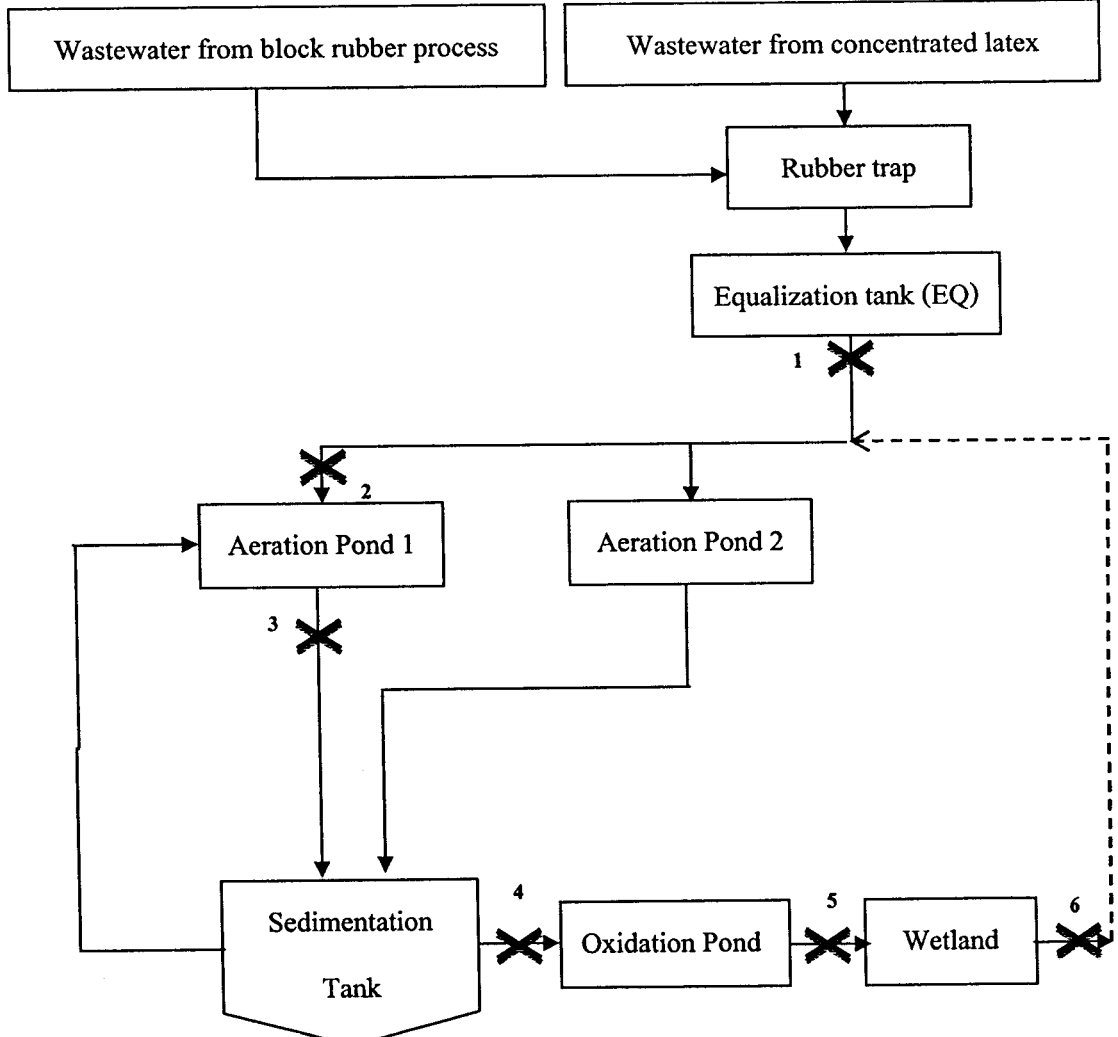 Wastewater from block rubber process
Wastewater from concentrated latex
Rubber trap
Equalization tank (EQ)
1
2
Aeration Pond 1
Aeration Pond 2
3
Sedimentation
Tank
4
Oxidation Pond
5
Wetland
6